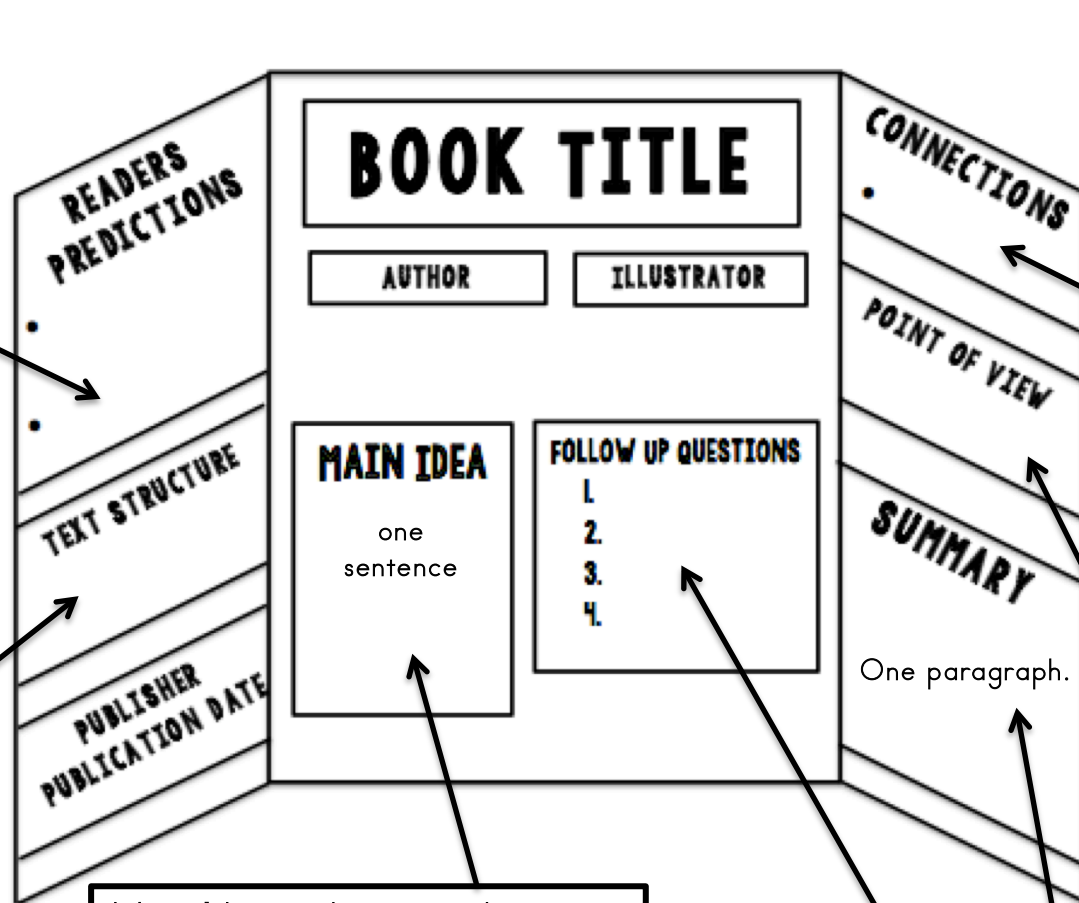 READERS
PREDICTIONS
•
•
TEXT STRUCTURE
PUBLISHER
PUBLICATION DATE
BOOK TITLE
AUTHOR
ILLUSTRATOR
MAIN IDEA
one
sentence
FOLLOW UP QUESTIONS
1.
2.
3.
4.
CONNECTIONS
•
POINT OF VIEW
SUMMARY
One paragraph.